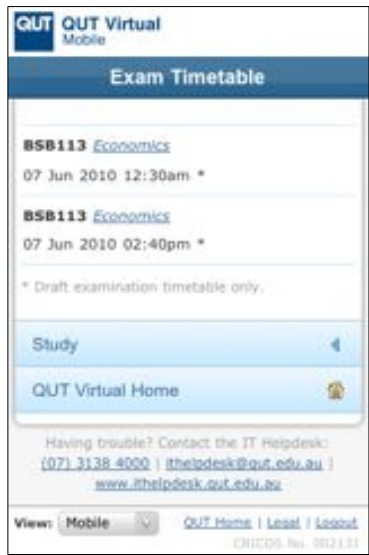 QUT QUT Virtual
Mobile
Exam Timetable
BSB113 Economics
07 Jun 2010 12:30am *
BSB113 Economics
07 Jun 2010 02:40pm *
* Draft examination timetable only.
Study
QUT Virtual Home
Having trouble? Contact the IT Helpdesk:
(07) 3138 4000 | ithelpdesk@qut.edu.au |
www.ithelpdesk.qut.edu.au
View: Mobile QUT Home | Legal | Logout
CRICOS No. 00213J